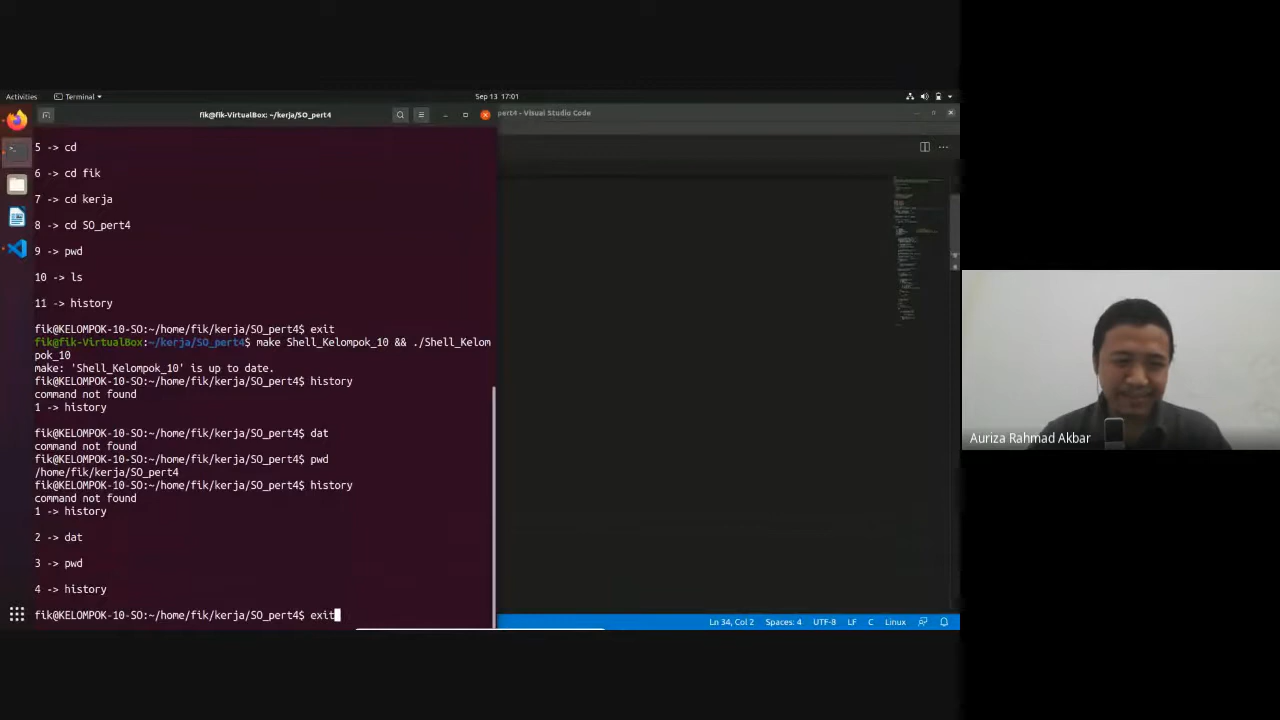 Activities
Terminal
Sep 13 17:01
fik@fik-VirtualBox: ~/kerja/SO_pert4
pert4 - Visual Studio Code
5 -> cd
6 -> cd fik
7 -> cd kerja
8 -> cd SO_pert4
9 -> pwd
10 -> ls
11 -> history
fik@KELOMPOK-10-SO:~/home/fik/kerja/SO_pert4$ exit
fik@fik-VirtualBox:~/kerja/SO_pert4$ make Shell_Kelompok_10 && ./Shell_Kelom
pok_10
make: 'Shell_Kelompok_10' is up to date.
fik@KELOMPOK-10-SO:~/home/fik/kerja/SO_pert4$ history
command not found
1 -> history
fik@KELOMPOK-10-SO:~/home/fik/kerja/SO_pert4$ dat
command not found
fik@KELOMPOK-10-SO:~/home/fik/kerja/SO_pert4$ pwd
/home/fik/kerja/SO_pert4
fik@KELOMPOK-10-SO:~/home/fik/kerja/SO_pert4$ history
command not found
1 -> history
2 -> dat
3 -> pwd
4 -> history
fik@KELOMPOK-10-SO:~/home/fik/kerja/SO_pert4$ exit
Ln 34, Col 2
Spaces: 4
UTF-8
LF
C
Linux
Auriza Rahmad Akbar